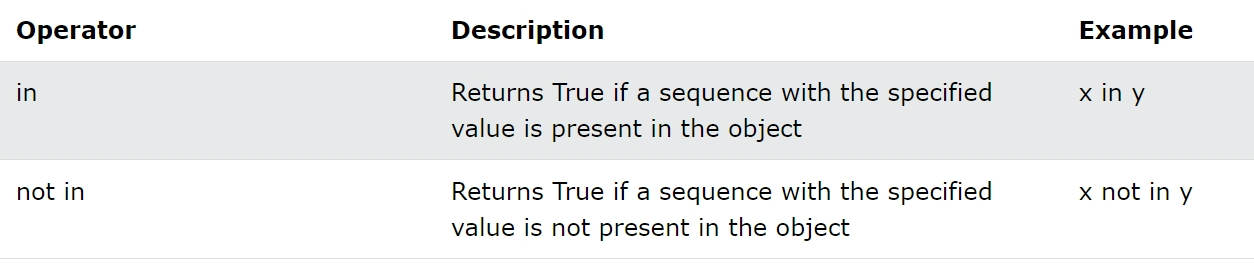 Operator Description Example
in Returns True if a sequence with the specified x in y
value is present in the object
not in Returns True if a sequence with the specified x not in y
value is not present in the object